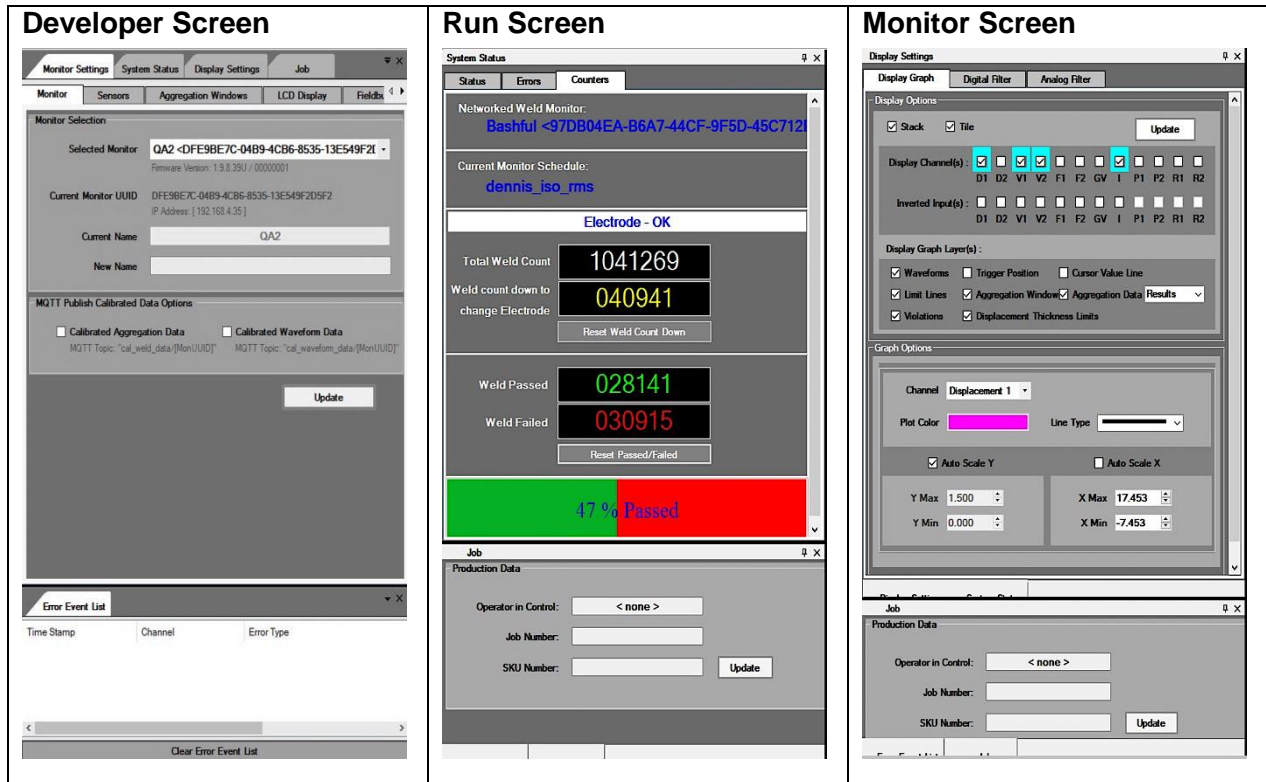 Developer Screen
Monitor Settings System Status Display Settings Job
Monitor Sensors Aggregation Windows LCD Display
Monitor Selection
Selected Monitor QA2 <DFE9BE7C-04B9-4CB6-8535-13E549F2
Firmware Version: 1.9.8.39U / 00000001
Current Monitor UUID DFE9BE7C-04B9-4CB6-8535-13E549F2D5F2
IP Address: [ 192.168.4.35 ]
Current Name QA2
New Name
MQTT Publish Calibrated Data Options
Calibrated Aggregation Data Calibrated Waveform Data
MQTT Topic: "cal_weld_data/[MonUUID]" MQTT Topic: "cal_waveform_data/[MonUUID]"
Update
Error Event List
Time Stamp Channel Error Type
Clear Error Event List
Run Screen
System Status
Status Errors Counters
Networked Weld Monitor:
Bashful <97DB04EA-B6A7-44CF-9F5D-45C712
Current Monitor Schedule:
dennis_iso_rms
Electrode - OK
Total Weld Count 1041269
Weld count down to
change Electrode 040941
Reset Weld Count Down
Weld Passed 028141
Weld Failed 030915
Reset Passed/Failed
47 % Passed
Job
Production Data
Operator in Control: < none >
Job Number:
SKU Number: Update
Monitor Screen
Display Settings
Display Graph Digital Filter Analog Filter
Display Options
Stack Tile Update
Display Channel(s) :
D1 D2 V1 V2 F1 F2 GV I P1 P2 R1 R2
Inverted Input(s) :
D1 D2 V1 V2 F1 F2 GV I P1 P2 R1 R2
Display Graph Layer(s) :
Waveforms Trigger Position Cursor Value Line
Limit Lines Aggregation Window Aggregation Data Results
Violations Displacement Thickness Limits
Graph Options
Channel Displacement 1
Plot Color Line Type
Auto Scale Y Auto Scale X
Y Max 1.500 X Max 17.453
Y Min 0.000 X Min -7.453
Job
Production Data
Operator in Control: < none >
Job Number:
SKU Number: Update